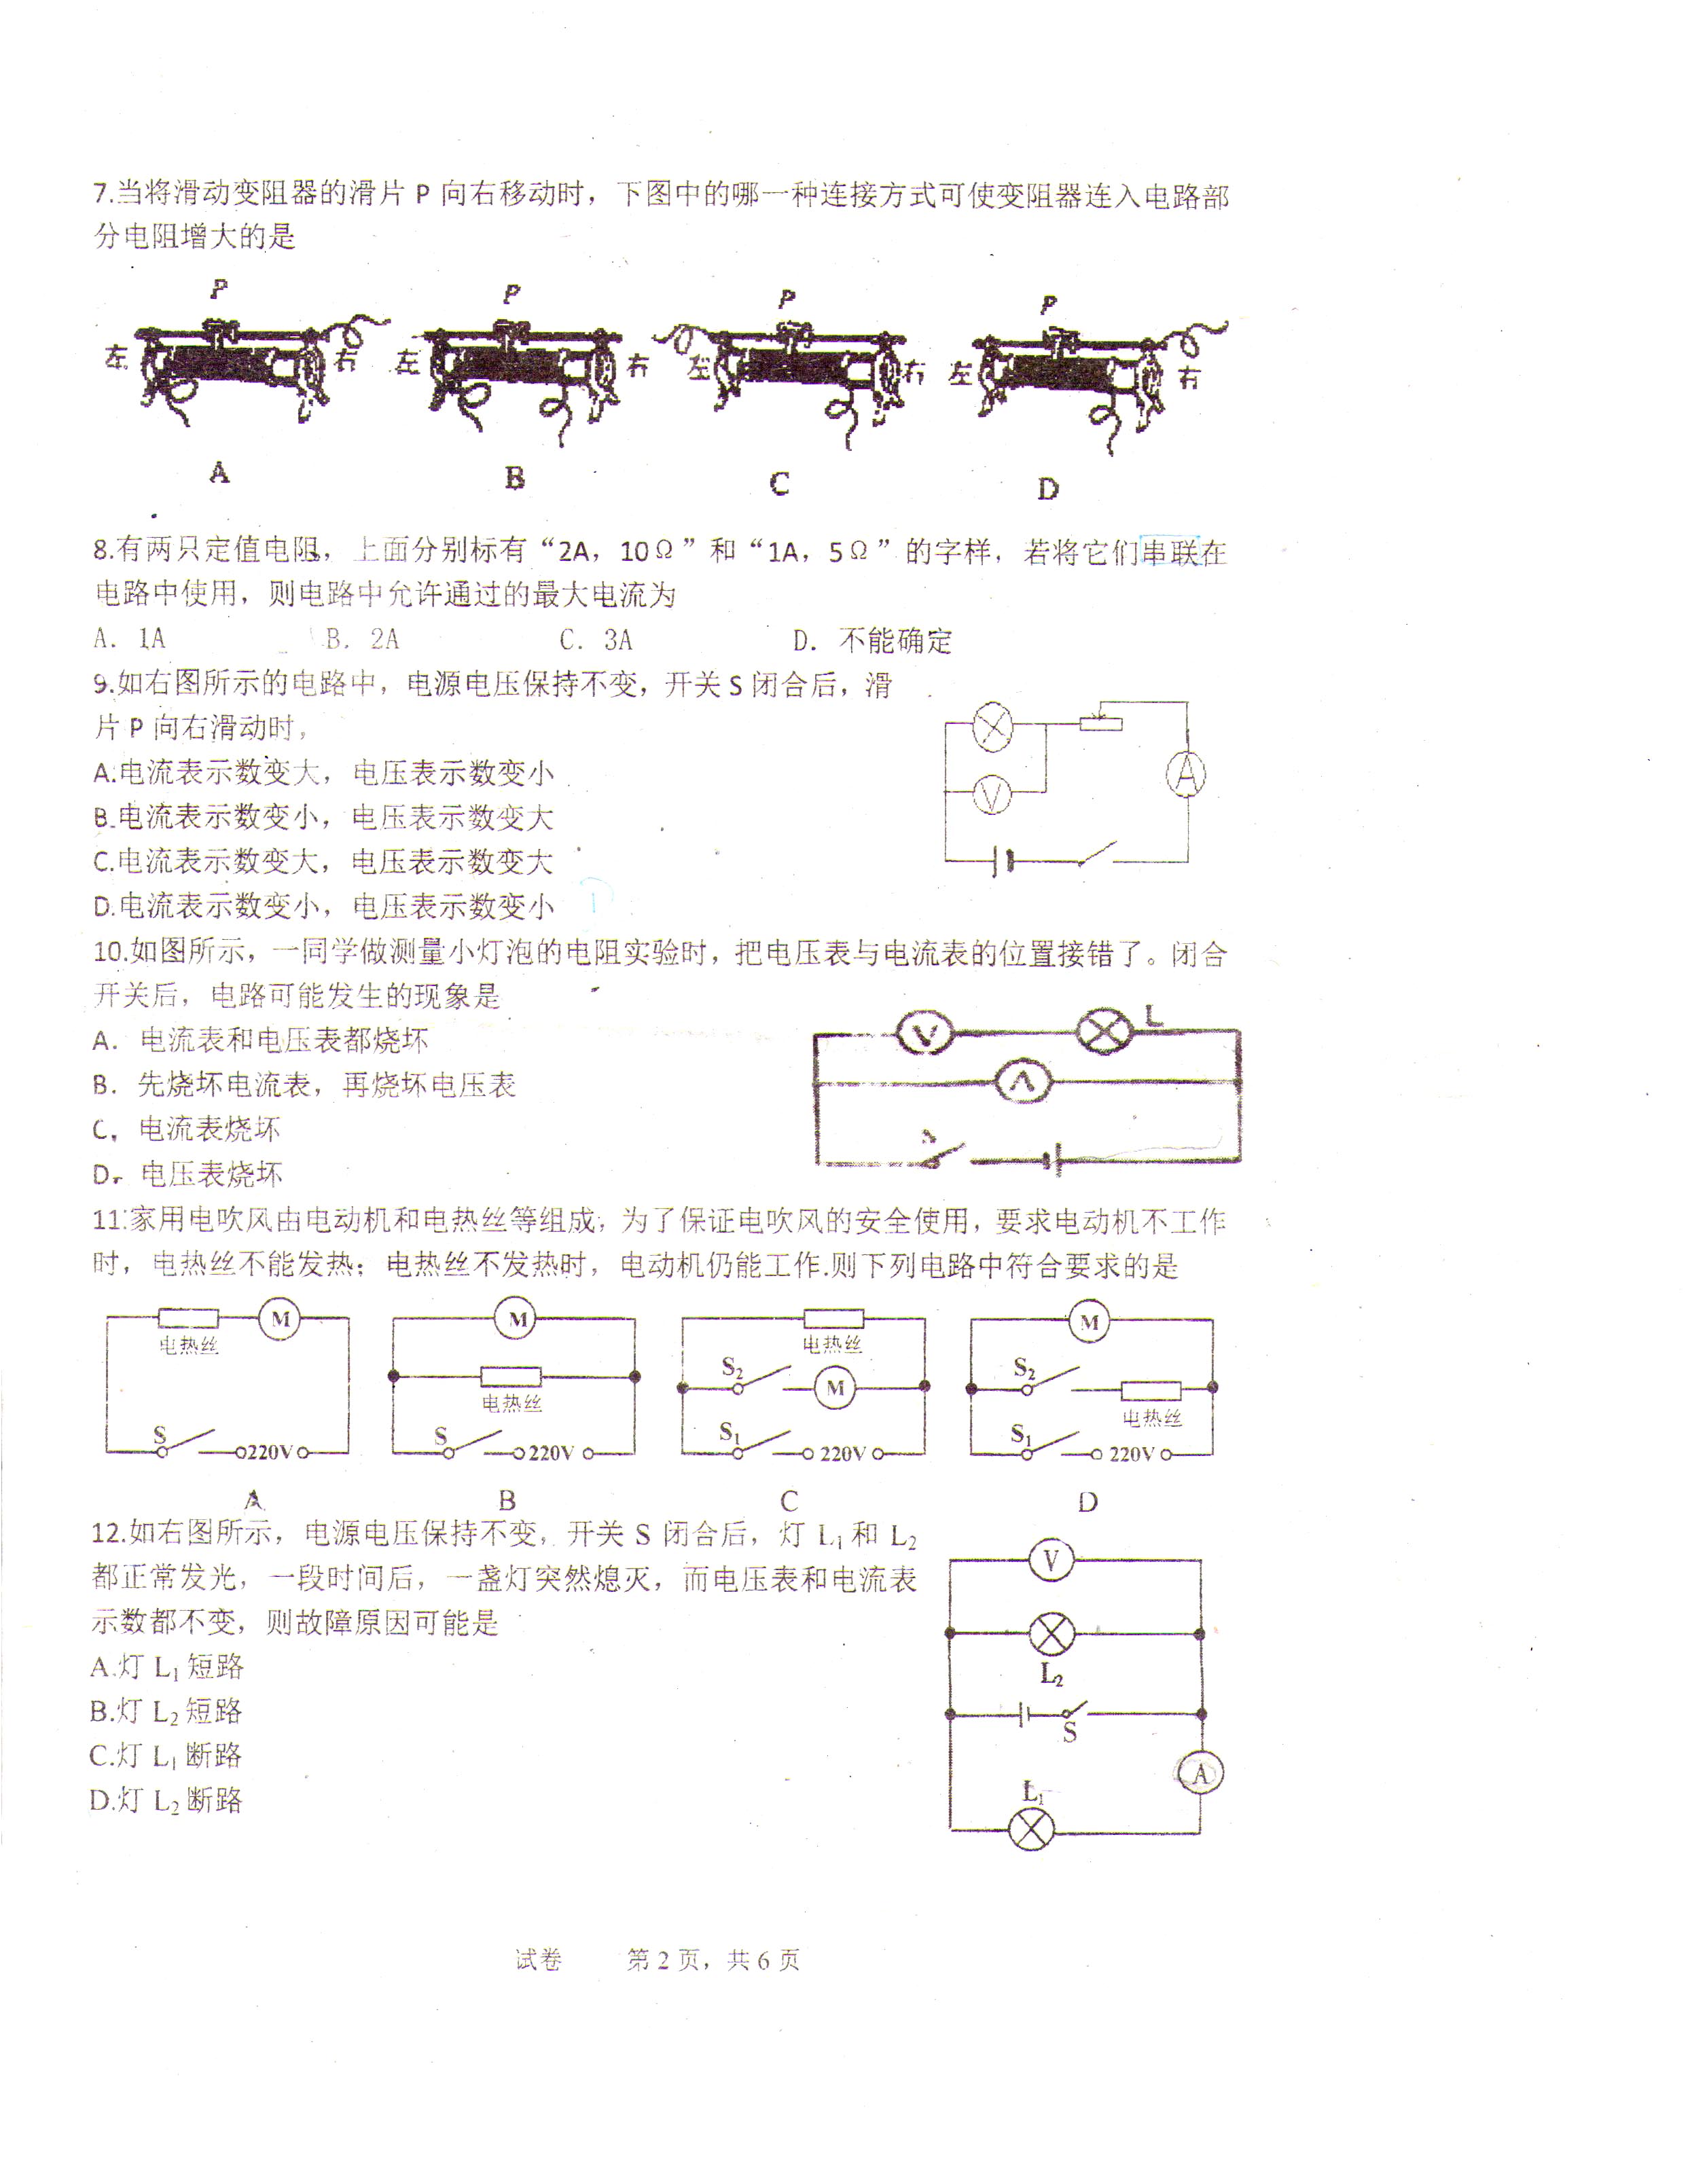 7.当将滑动变阻器的滑片 P 向右移动时，下图中的哪一种连接方式可使变阻器连入电路部
分电阻增大的是
P P P P
左 右 左 右 左 右 左 右
A B C D
8.有两只定值电阻，上面分别标有“2A，10Ω”和“1A，5Ω”的字样，若将它们串联在
电路中使用，则电路中允许通过的最大电流为
A. 1A B. 2A C. 3A D. 不能确定
9.如右图所示的电路中，电源电压保持不变，开关 S 闭合后，滑
片 P 向右滑动时，
A.电流表示数变大，电压表示数变小
B.电流表示数变小，电压表示数变大
C.电流表示数变大，电压表示数变大
D.电流表示数变小，电压表示数变小
V A
10.如图所示，一同学做测量小灯泡的电阻实验时，把电压表与电流表的位置接错了。闭合
开关后，电路可能发生的现象是
A. 电流表和电压表都烧坏
B. 先烧坏电流表，再烧坏电压表
C. 电流表烧坏
D. 电压表烧坏
V L
A
S
11.家用电吹风由电动机和电热丝等组成，为了保证电吹风的安全使用，要求电动机不工作
时，电热丝不能发热；电热丝不发热时，电动机仍能工作.则下列电路中符合要求的是
电热丝 M S 220V
M 电热丝 S 220V
电热丝 S₂ M S₁ 220V
M S₂ 电热丝 S₁ 220V
A B C D
12.如右图所示，电源电压保持不变，开关 S 闭合后，灯 L₁ 和 L₂
都正常发光，一段时间后，一盏灯突然熄灭，而电压表和电流表
示数都不变，则故障原因可能是
A.灯 L₁ 短路
B.灯 L₂ 短路
C.灯 L₁ 断路
D.灯 L₂ 断路
V
L₂
S
A
L₁
试卷 第 2 页，共 6 页